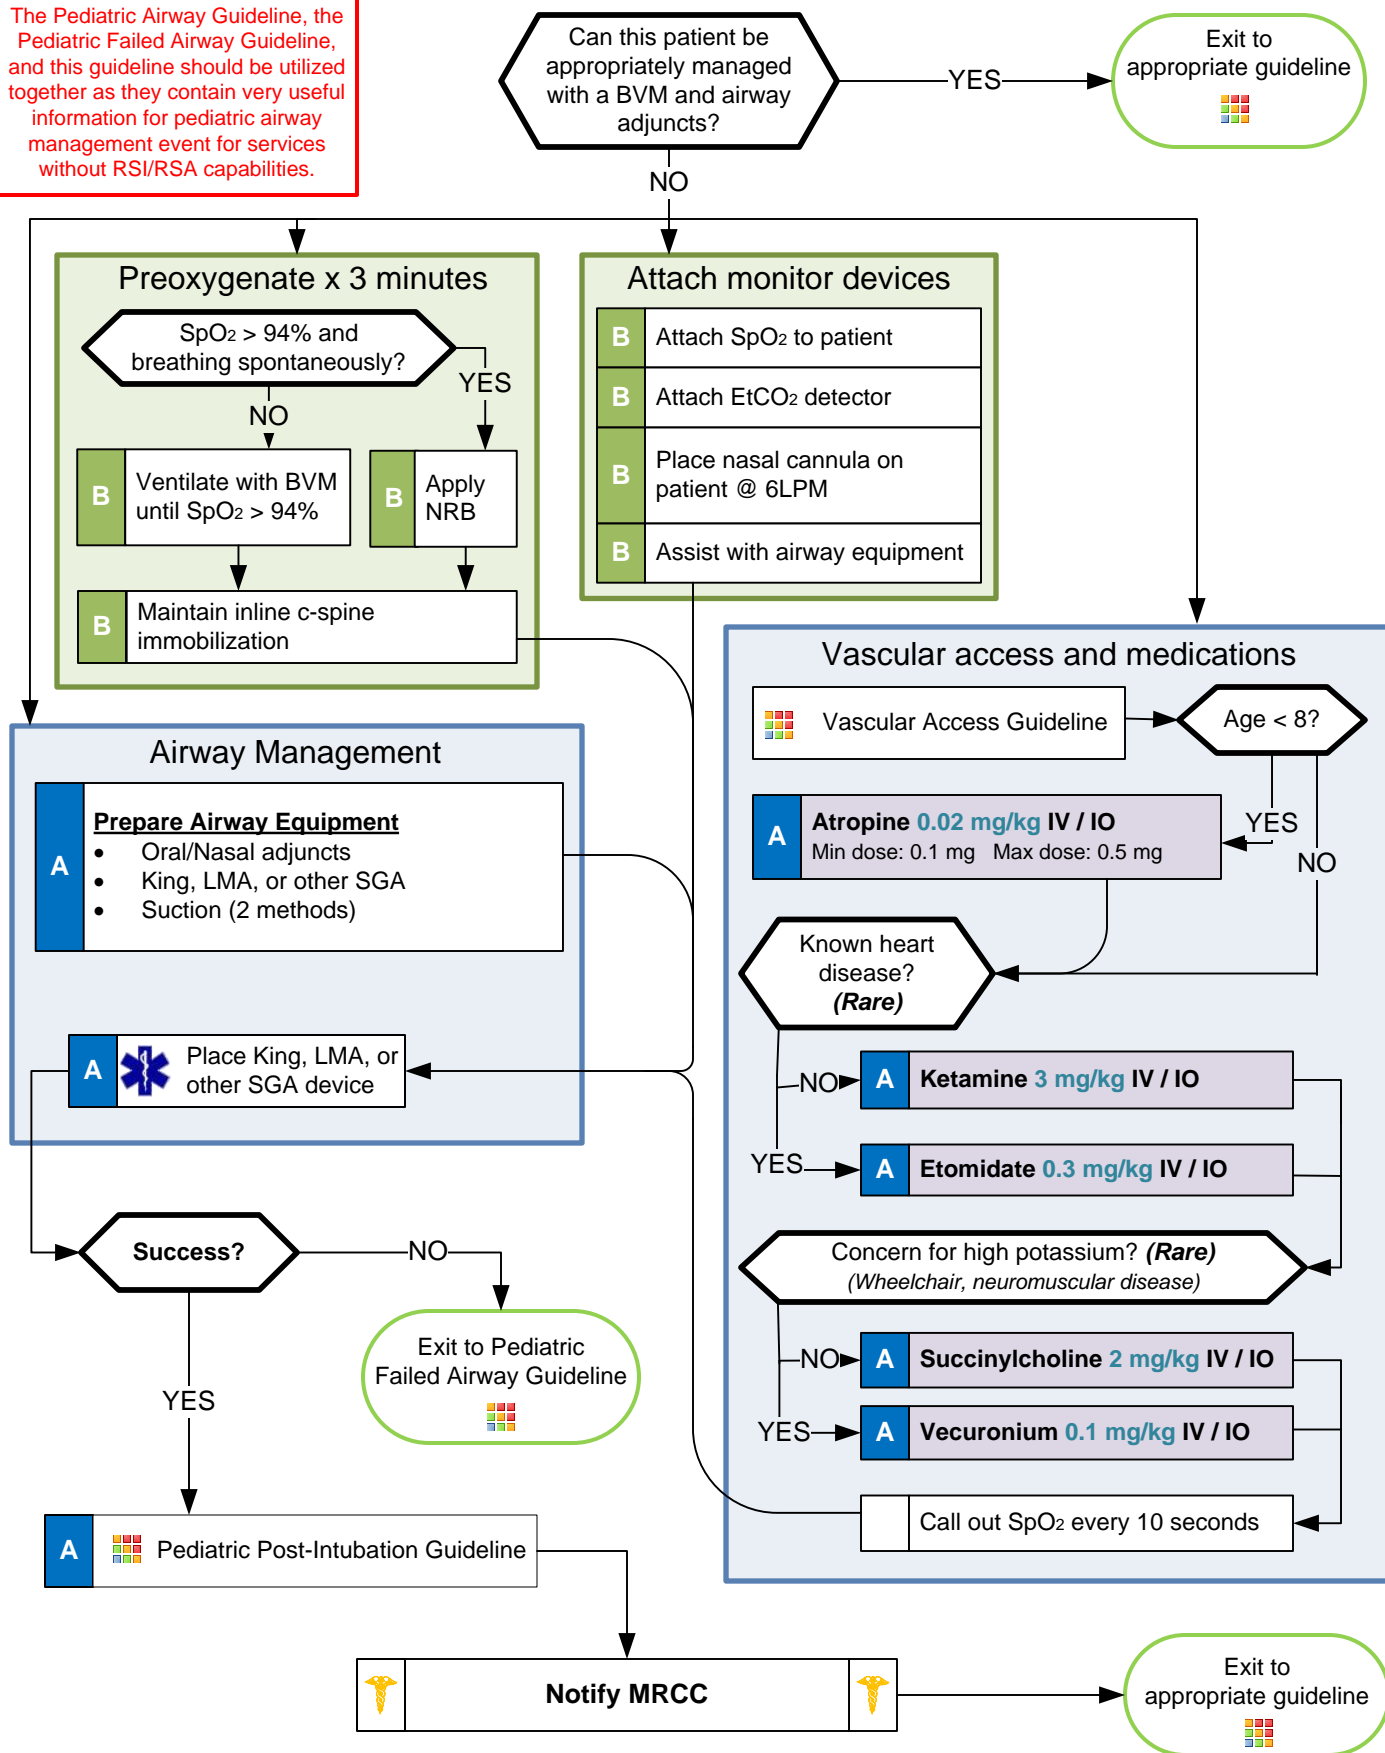 The Pediatric Airway Guideline, the
Pediatric Failed Airway Guideline,
and this guideline should be utilized
together as they contain very useful
information for pediatric airway
management event for services
without RSI/RSA capabilities.
Can this patient be
appropriately managed
with a BVM and airway
adjuncts?
YES
Exit to
appropriate guideline
NO
Preoxygenate x 3 minutes
SpO2 > 94% and
breathing spontaneously?
YES
NO
B
Ventilate with BVM
until SpO2 > 94%
B
Apply
NRB
B
Maintain inline c-spine
immobilization
Attach monitor devices
B
Attach SpO2 to patient
B
Attach EtCO2 detector
B
Place nasal cannula on
patient @ 6LPM
B
Assist with airway equipment
Airway Management
A
Prepare Airway Equipment
• Oral/Nasal adjuncts
• King, LMA, or other SGA
• Suction (2 methods)
A
Place King, LMA, or
other SGA device
Vascular access and medications
Vascular Access Guideline
Age < 8?
YES
NO
A
Atropine 0.02 mg/kg IV / IO
Min dose: 0.1 mg Max dose: 0.5 mg
Known heart
disease?
(Rare)
NO
A
Ketamine 3 mg/kg IV / IO
YES
A
Etomidate 0.3 mg/kg IV / IO
Concern for high potassium? (Rare)
(Wheelchair, neuromuscular disease)
NO
A
Succinylcholine 2 mg/kg IV / IO
YES
A
Vecuronium 0.1 mg/kg IV / IO
Call out SpO2 every 10 seconds
Success?
NO
Exit to Pediatric
Failed Airway Guideline
YES
A
Pediatric Post-Intubation Guideline
Notify MRCC
Exit to
appropriate guideline